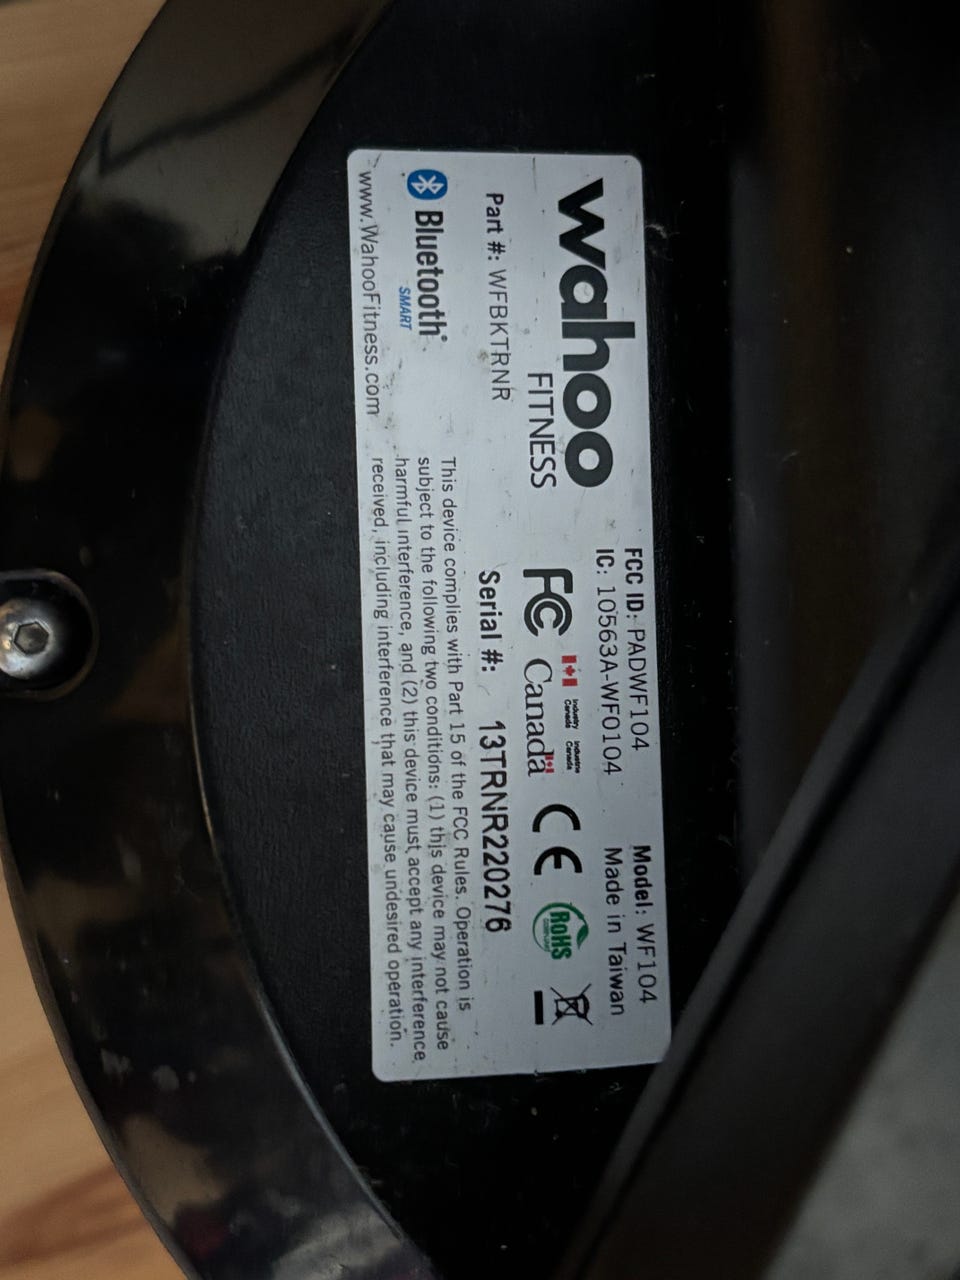 wahoo
FITNESS
FCC ID: PADWF104
IC: 10563A-WF0104
Model: WF104
Made in Taiwan
FC
Industry Canada
Industrie Canada
Canada
CE
RoHS
Part #: WFBKTRNR
Serial #: 13TRNR220276
Bluetooth®
SMART
www.WahooFitness.com
This device complies with Part 15 of the FCC Rules. Operation is
subject to the following two conditions: (1) this device may not cause
harmful interference, and (2) this device must accept any interference
received, including interference that may cause undesired operation.